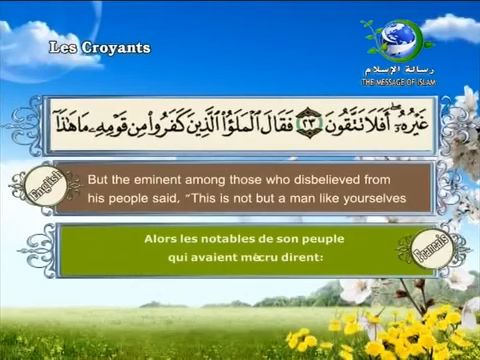 Les Croyants
رسالة الإسلام
THE MESSAGE OF ISLAM
غَيْرُهُۥٓ ۖ أَفَلَا تَتَّقُونَ ﴿٢٣﴾ فَقَالَ ٱلْمَلَؤُا۟ ٱلَّذِينَ كَفَرُوا۟ مِن قَوْمِهِۦ مَا هَٰذَآ
English
But the eminent among those who disbelieved from
his people said, "This is not but a man like yourselves
Alors les notables de son peuple
qui avaient mècru dirent:
Francais